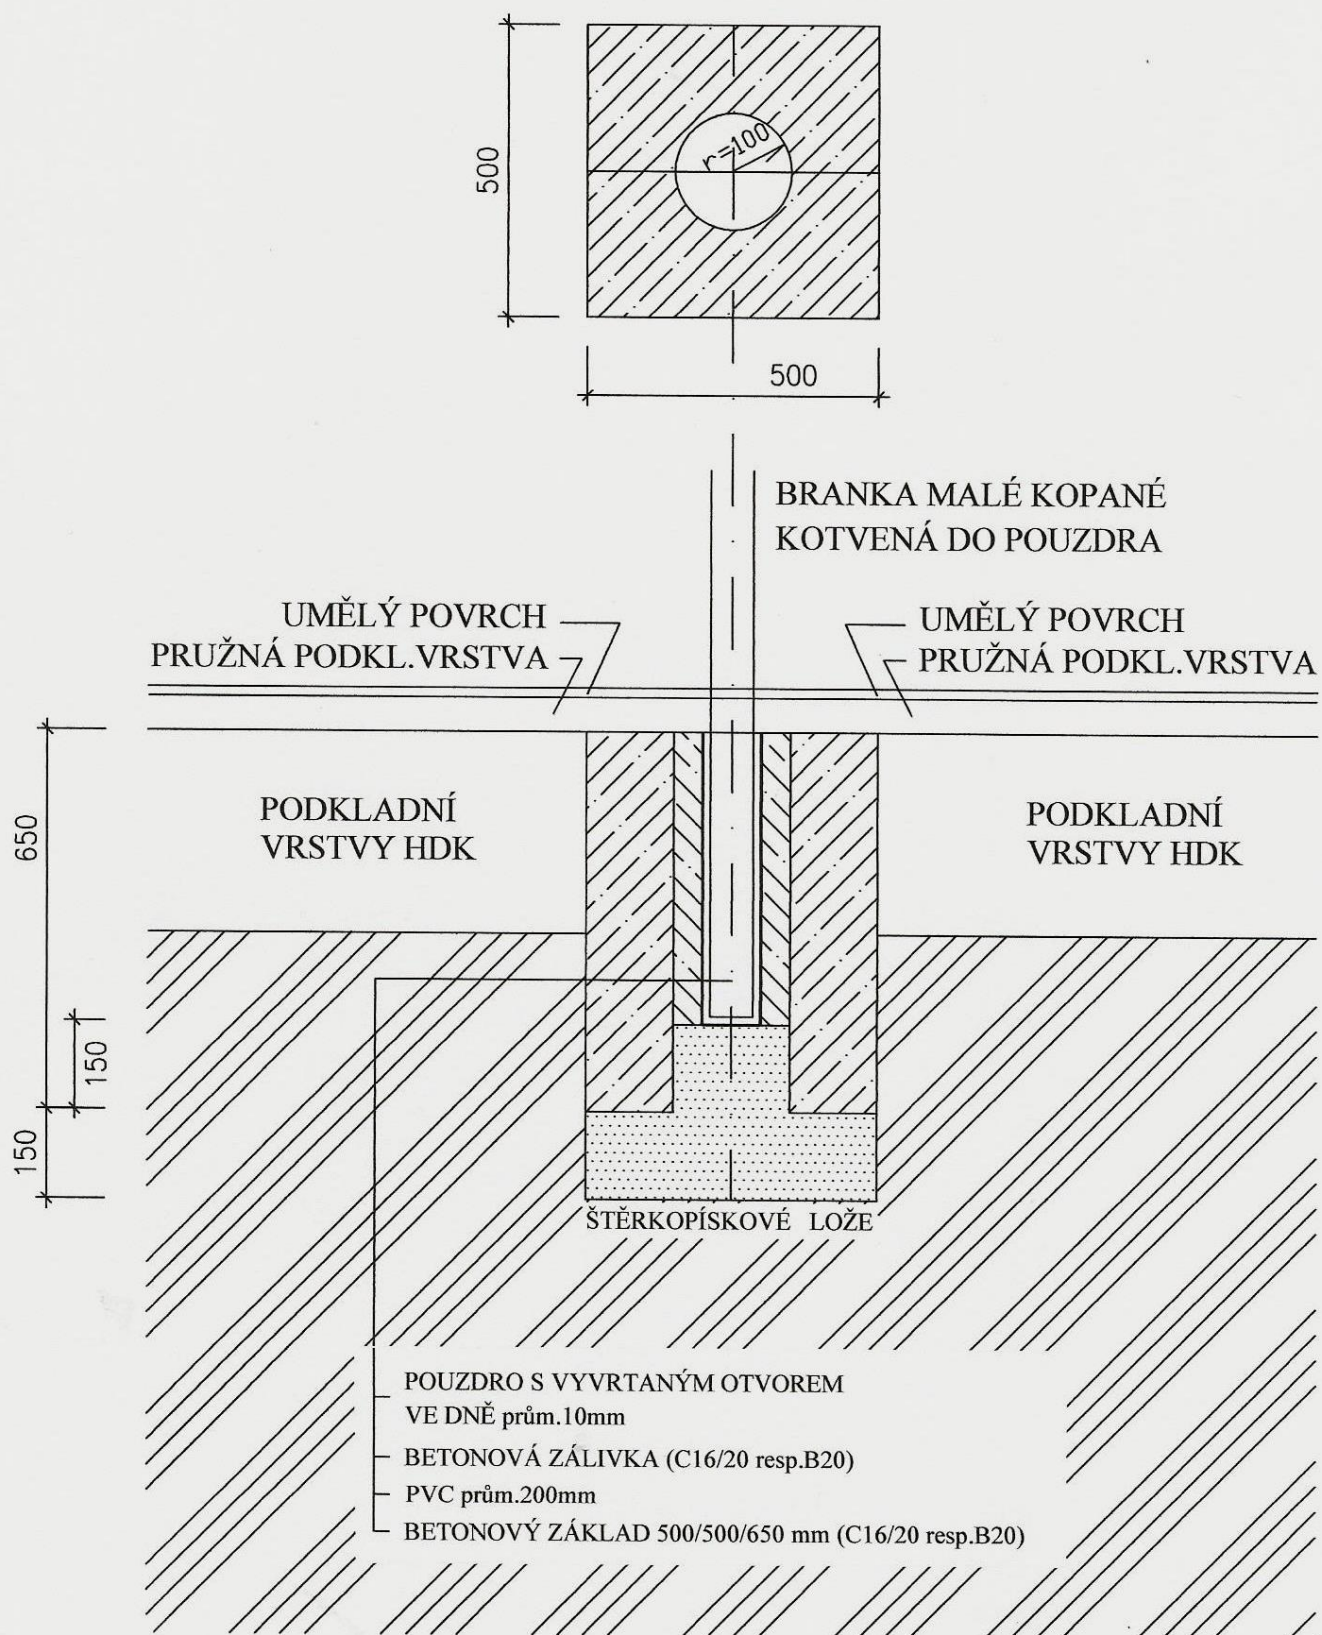 500
r=100
500
BRANKA MALÉ KOPANÉ
KOTVENÁ DO POUZDRA
UMĚLÝ POVRCH
PRUŽNÁ PODKL.VRSTVA
UMĚLÝ POVRCH
PRUŽNÁ PODKL.VRSTVA
650
PODKLADNÍ
VRSTVY HDK
PODKLADNÍ
VRSTVY HDK
150
150
ŠTĚRKOPÍSKOVÉ LOŽE
POUZDRO S VYVRTANÝM OTVOREM
VE DNĚ prům.10mm
BETONOVÁ ZÁLIVKA (C16/20 resp.B20)
PVC prům.200mm
BETONOVÝ ZÁKLAD 500/500/650 mm (C16/20 resp.B20)